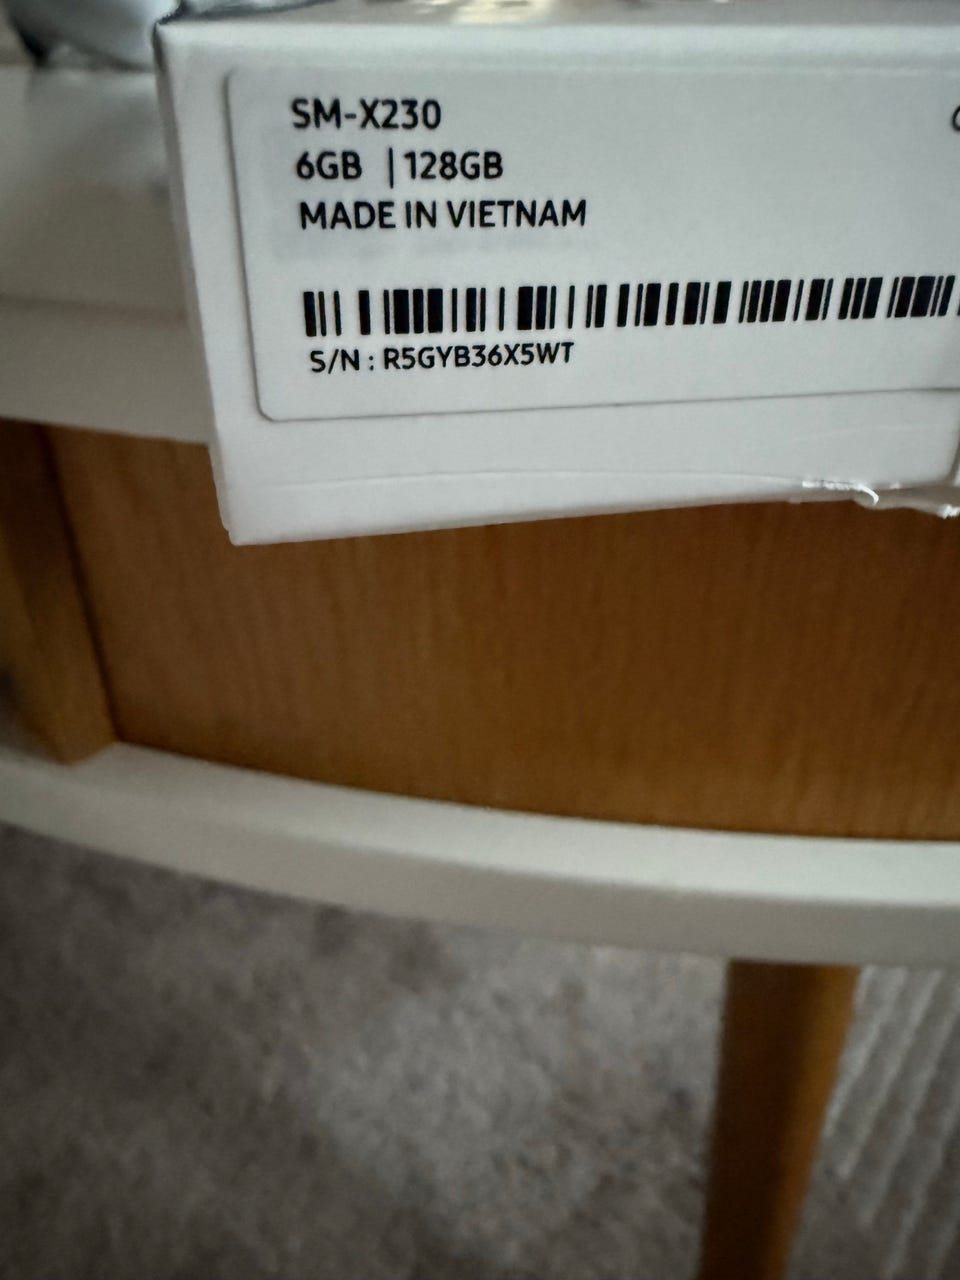 SM-X230
6GB | 128GB
MADE IN VIETNAM
S/N : R5GYB36X5WT